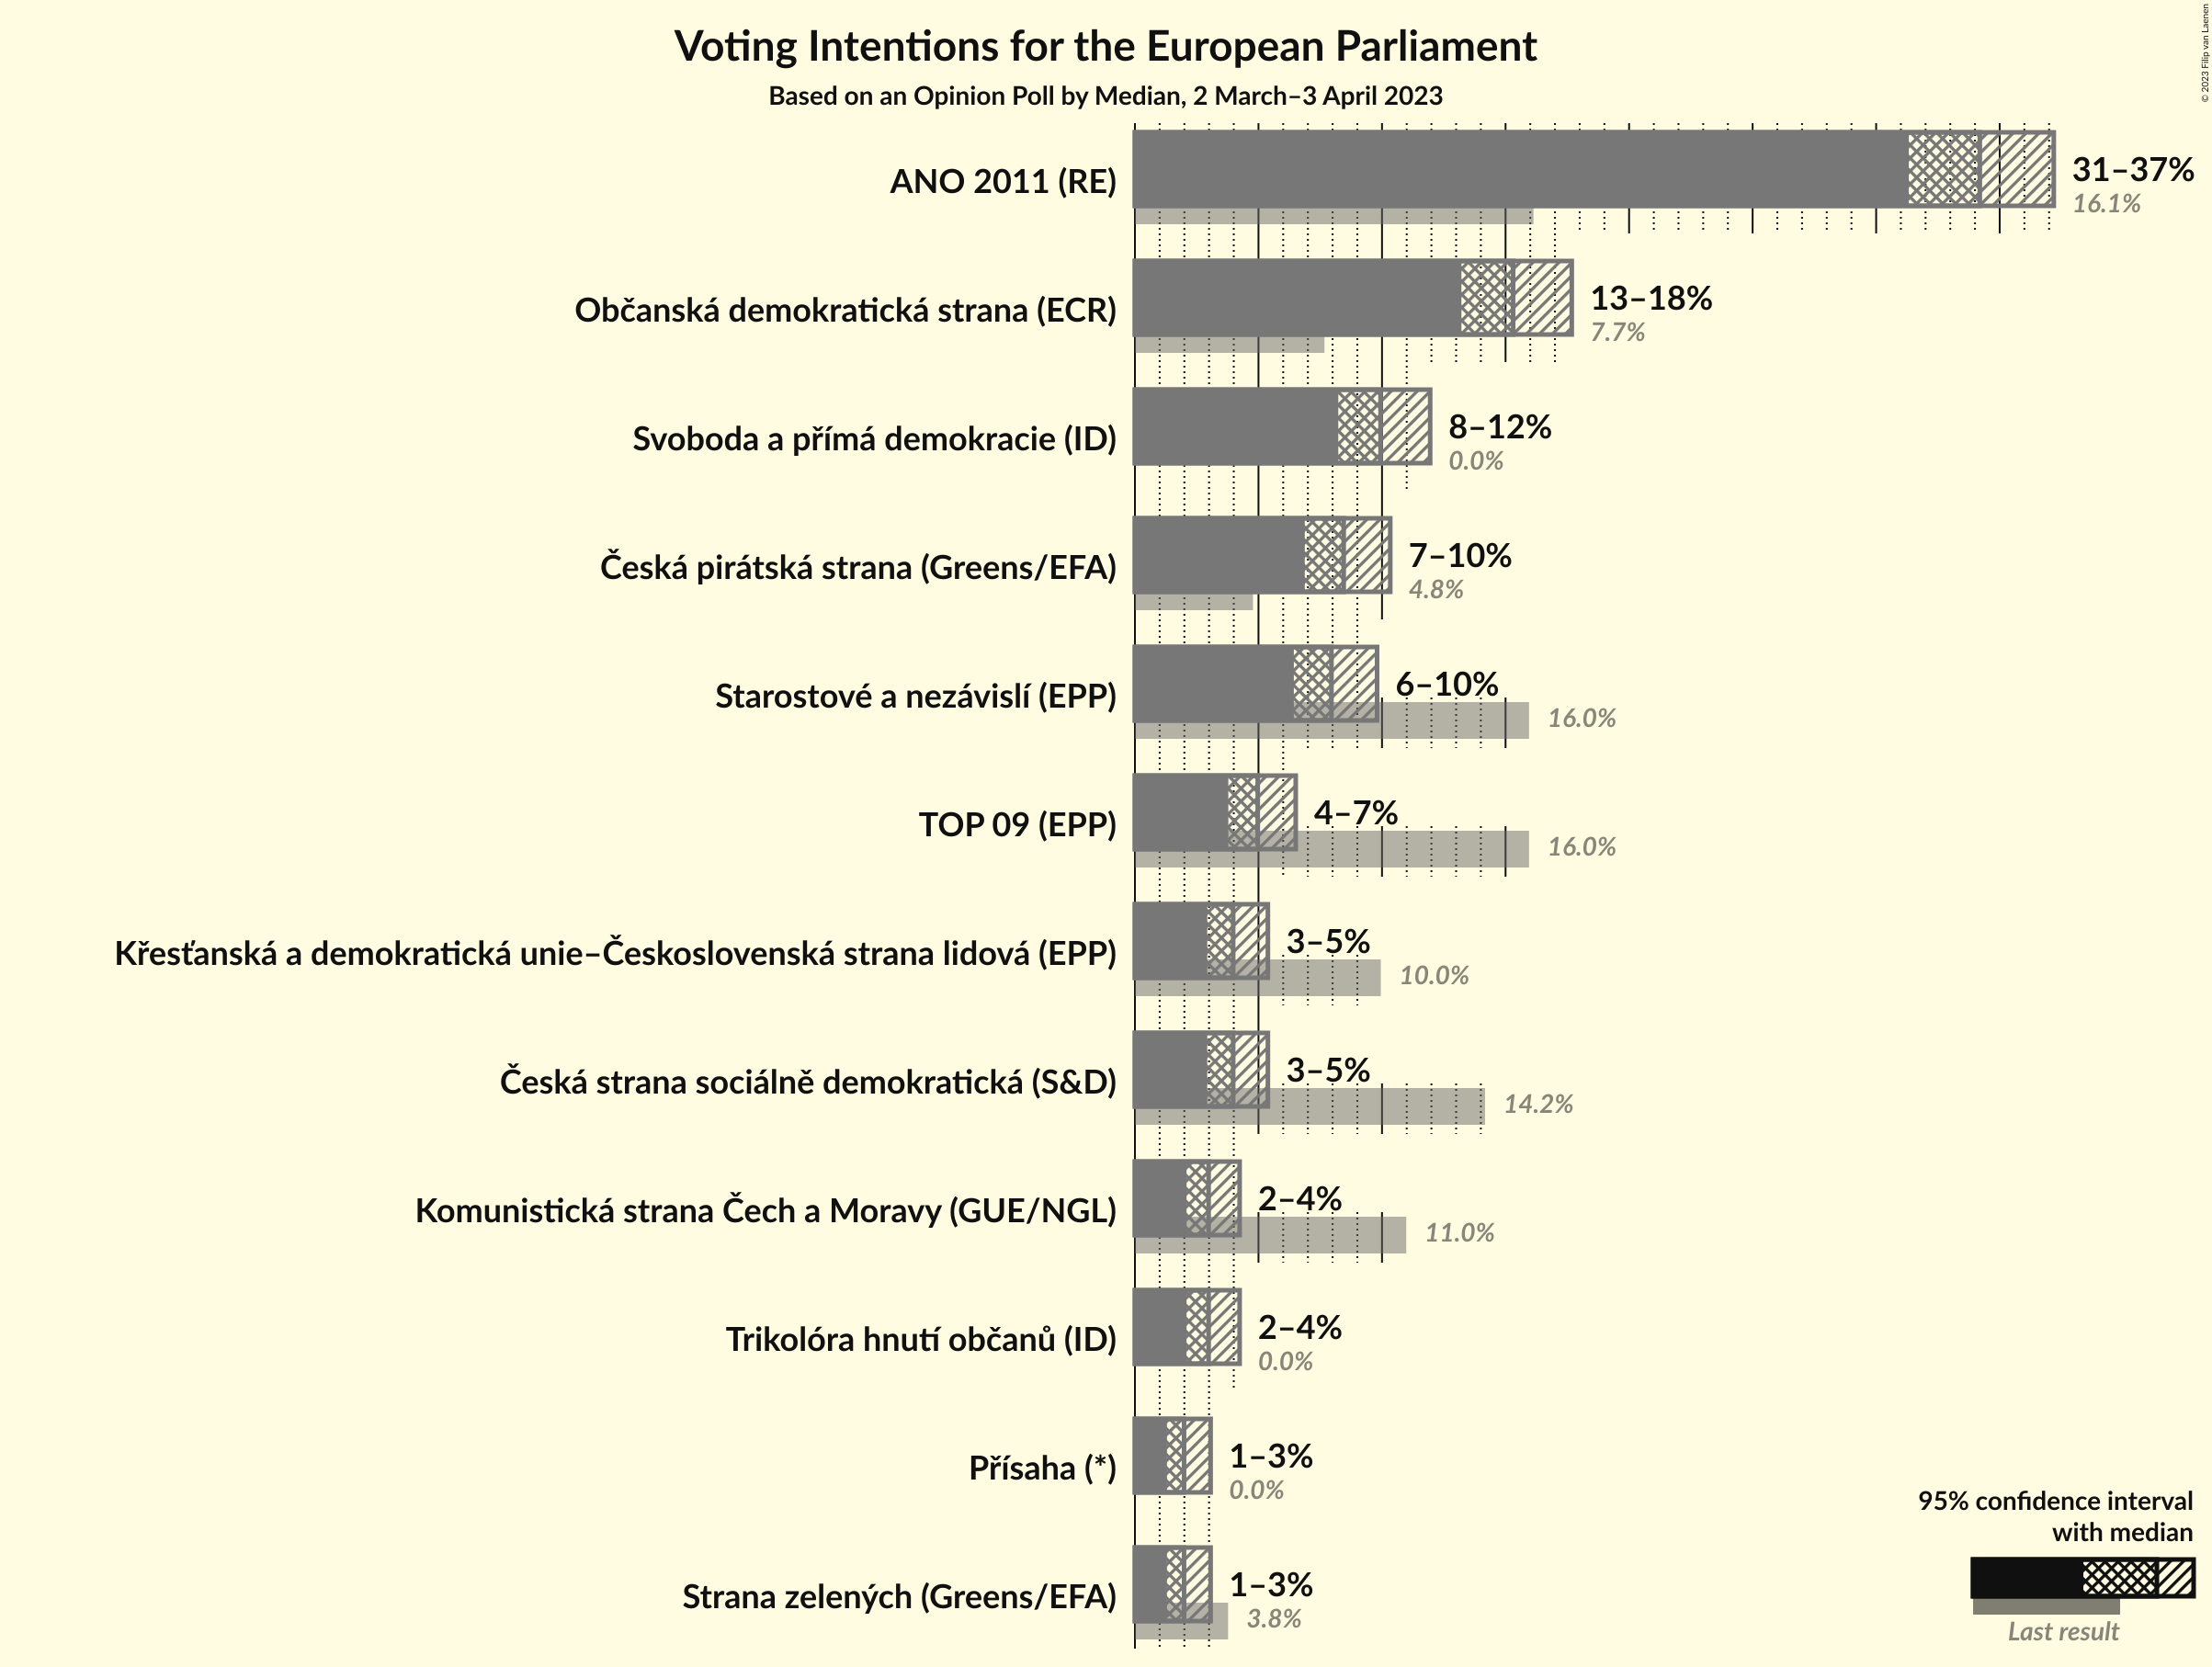 Voting Intentions for the European Parliament
Based on an Opinion Poll by Median, 2 March–3 April 2023
© 2023 Filip van Laenen
ANO 2011 (RE)
31–37%
16.1%
Občanská demokratická strana (ECR)
13–18%
7.7%
Svoboda a přímá demokracie (ID)
8–12%
0.0%
Česká pirátská strana (Greens/EFA)
7–10%
4.8%
Starostové a nezávislí (EPP)
6–10%
16.0%
TOP 09 (EPP)
4–7%
16.0%
Křesťanská a demokratická unie–Československá strana lidová (EPP)
3–5%
10.0%
Česká strana sociálně demokratická (S&D)
3–5%
14.2%
Komunistická strana Čech a Moravy (GUE/NGL)
2–4%
11.0%
Trikolóra hnutí občanů (ID)
2–4%
0.0%
Přísaha (*)
1–3%
0.0%
Strana zelených (Greens/EFA)
1–3%
3.8%
95% confidence interval
with median
Last result